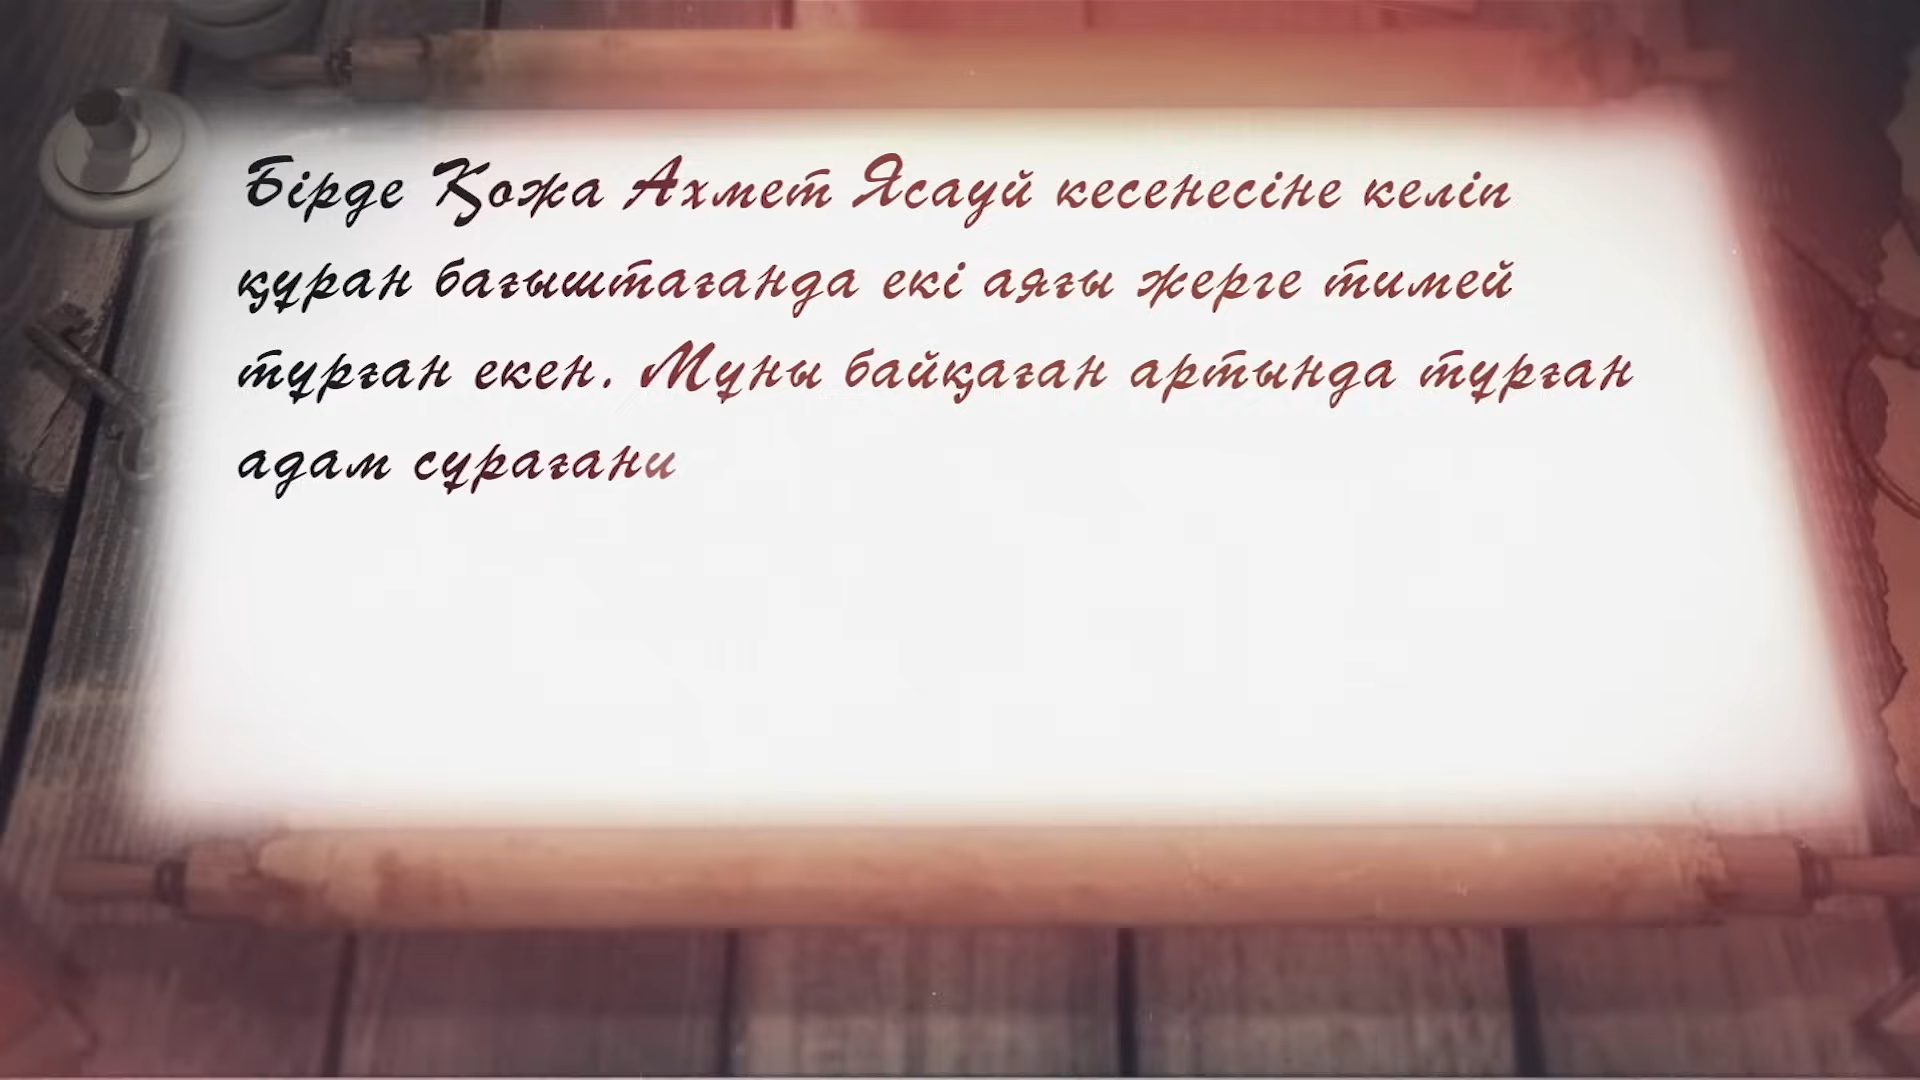 Бірде Қожа Ахмет Ясауй кесенесіне келіп
құран бағыштағанда екі аяғы жерге тимей
тұрған екен. Мұны байқаған артында тұрған
адам сұрағани